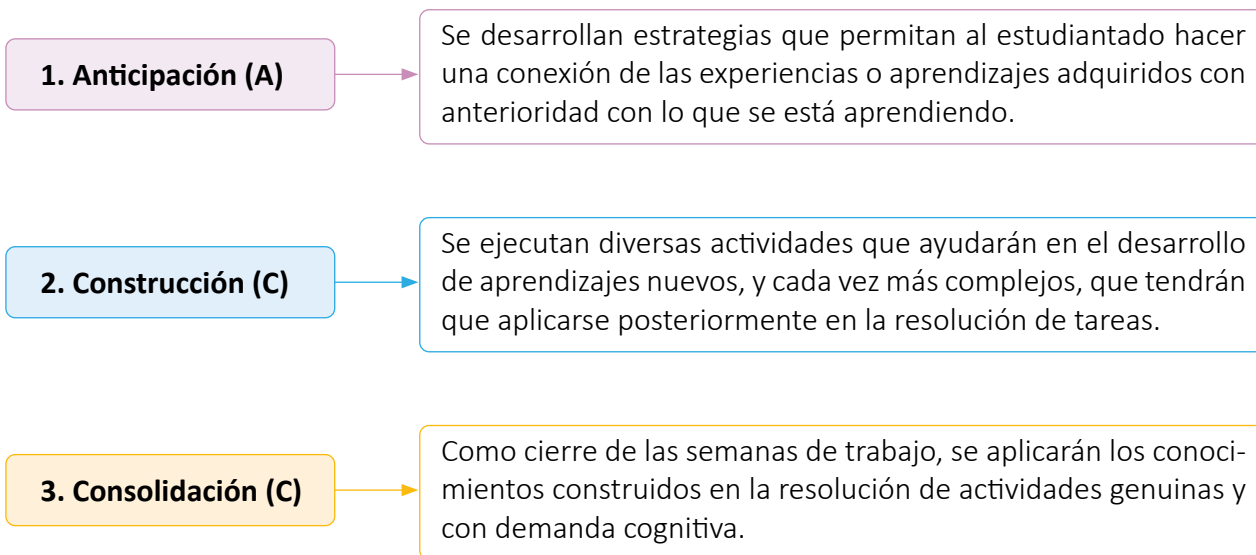 1. Anticipación (A)
Se desarrollan estrategias que permitan al estudiantado hacer
una conexión de las experiencias o aprendizajes adquiridos con
anterioridad con lo que se está aprendiendo.
2. Construcción (C)
Se ejecutan diversas actividades que ayudarán en el desarrollo
de aprendizajes nuevos, y cada vez más complejos, que tendrán
que aplicarse posteriormente en la resolución de tareas.
3. Consolidación (C)
Como cierre de las semanas de trabajo, se aplicarán los conoci-
mientos construidos en la resolución de actividades genuinas y
con demanda cognitiva.